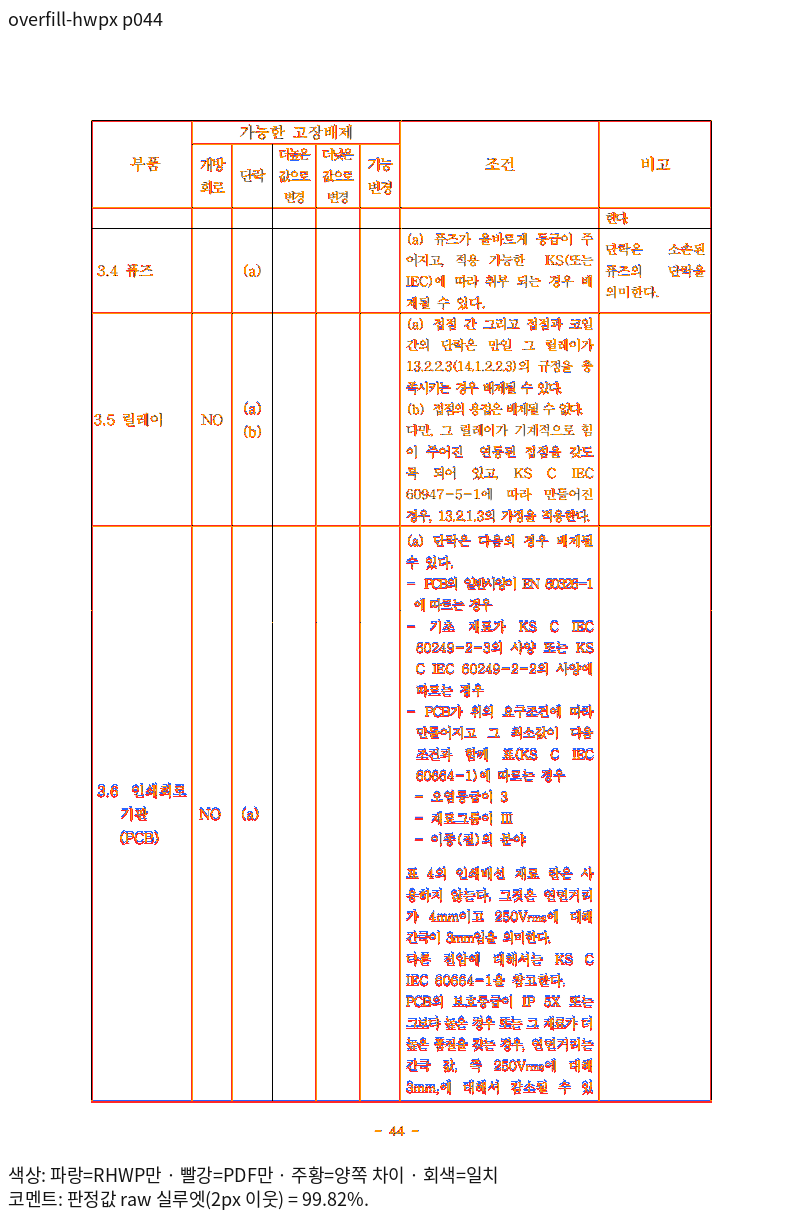 overfill-hwpx p044
부품
가능한 고장배제
조건
비고
개방
회로
단락
더높은
값으로
변경
더낮은
값으로
변경
기능
변경
한다
3.4 퓨즈
(a)
(a) 퓨즈가 올바르게 등급이 주
어지고, 적용 가능한 KS(또는
IEC)에 따라 취부 되는 경우 배
제될 수 있다.
단락은 소손된
퓨즈의 단락을
의미한다.
3.5 릴레이
NO
(a)
(b)
(a) 접점 간 그리고 접점과 코일
간의 단락은 만일 그 릴레이가
13.2.2.3(14.1.2.2.3)의 규정을 충
족시키는 경우 배제될 수 있다.
(b) 접점의 용접은 배제될 수 없다.
다만, 그 릴레이가 기계적으로 힘
이 주어진 연동된 접점을 갖도
록 되어 있고, KS C IEC
60947-5-1에 따라 만들어진
경우, 13.2.1.3의 가정을 적용한다.
3.6 인쇄회로
기판
(PCB)
NO
(a)
(a) 단락은 다음의 경우 배제될
수 있다.
- PCB의 일반사양이 EN 60326-1
에 따르는 경우
- 기초 재료가 KS C IEC
60249-2-3의 사양 또는 KS
C IEC 60249-2-2의 사양에
따르는 경우
- PCB가 위의 요구조건에 따라
만들어지고 그 최소값이 다음
조건과 함께 표(KS C IEC
60664-1)에 따르는 경우
- 오염등급이 3
- 재료그룹이 Ⅲ
- 이종(질)의 분야
표 4의 인쇄배선 재료 란은 사
용하지 않는다. 그것은 연면거리
가 4mm이고 250Vrms에 대해
간극이 3mm임을 의미한다.
다른 전압에 대해서는 KS C
IEC 60664-1을 참고한다.
PCB의 보호등급이 IP 5X 또는
그보다 높은 경우 또는 그 재료가 더
높은 품질을 갖는 경우, 연면거리는
간극 값, 즉 250Vrms에 대해
3mm,에 대해서 감소될 수 있
- 44 -
색상: 파랑=RHWP만 · 빨강=PDF만 · 주황=양쪽 차이 · 회색=일치
코멘트: 판정값 raw 실루엣(2px 이웃) = 99.82%.